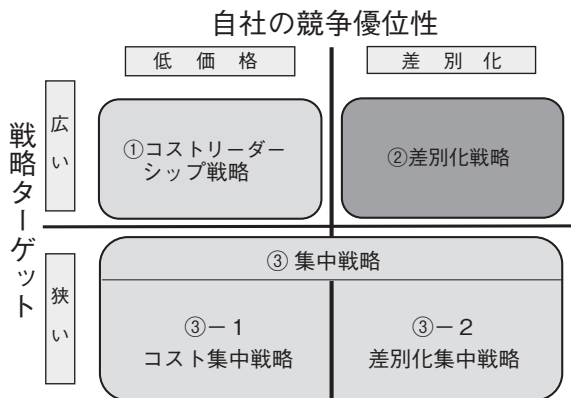 自社の競争優位性
低価格
差別化
戦略ターゲット
広い
①コストリーダー
シップ戦略
②差別化戦略
狭い
③ 集中戦略
③−1
コスト集中戦略
③−2
差別化集中戦略